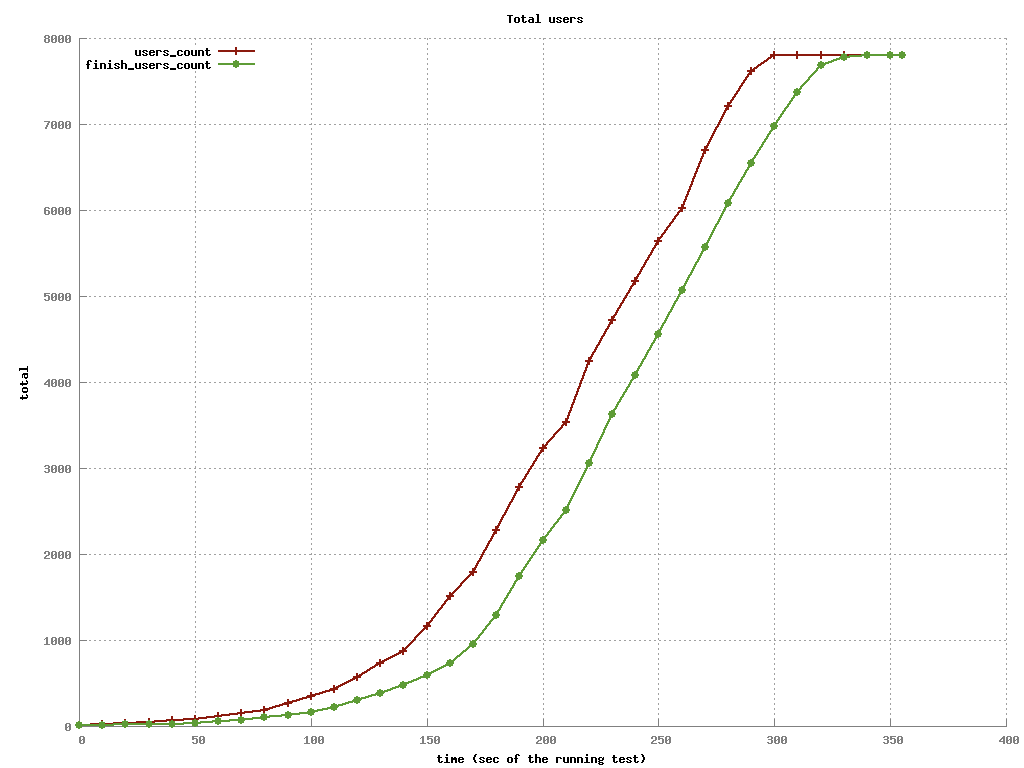 Total users
users_count
finish_users_count
8000
7000
6000
5000
4000
3000
2000
1000
0
total
0 50 100 150 200 250 300 350 400
time (sec of the running test)